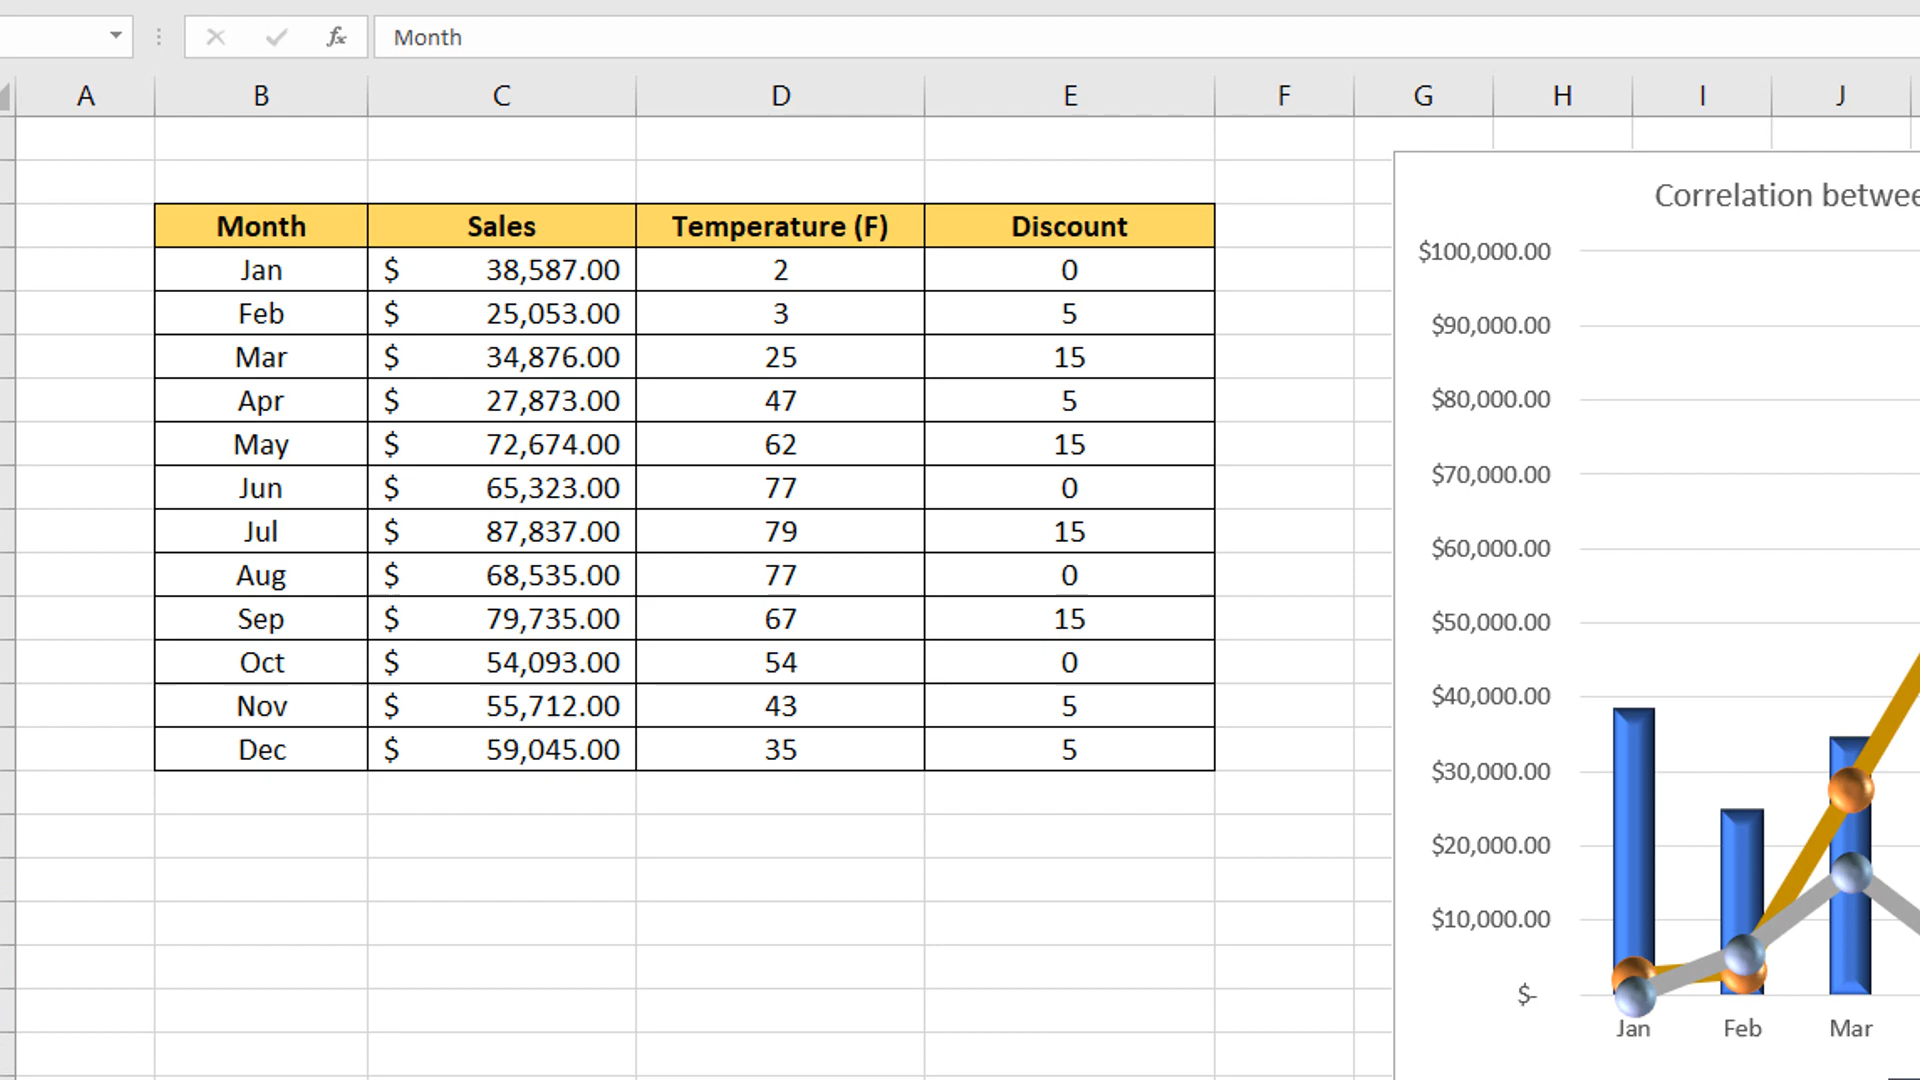 fx Month
A B C D E F G H I J
Month Sales Temperature (F) Discount
Jan $ 38,587.00 2 0
Feb $ 25,053.00 3 5
Mar $ 34,876.00 25 15
Apr $ 27,873.00 47 5
May $ 72,674.00 62 15
Jun $ 65,323.00 77 0
Jul $ 87,837.00 79 15
Aug $ 68,535.00 77 0
Sep $ 79,735.00 67 15
Oct $ 54,093.00 54 0
Nov $ 55,712.00 43 5
Dec $ 59,045.00 35 5
Correlation betwee
$100,000.00
$90,000.00
$80,000.00
$70,000.00
$60,000.00
$50,000.00
$40,000.00
$30,000.00
$20,000.00
$10,000.00
$-
Jan Feb Mar